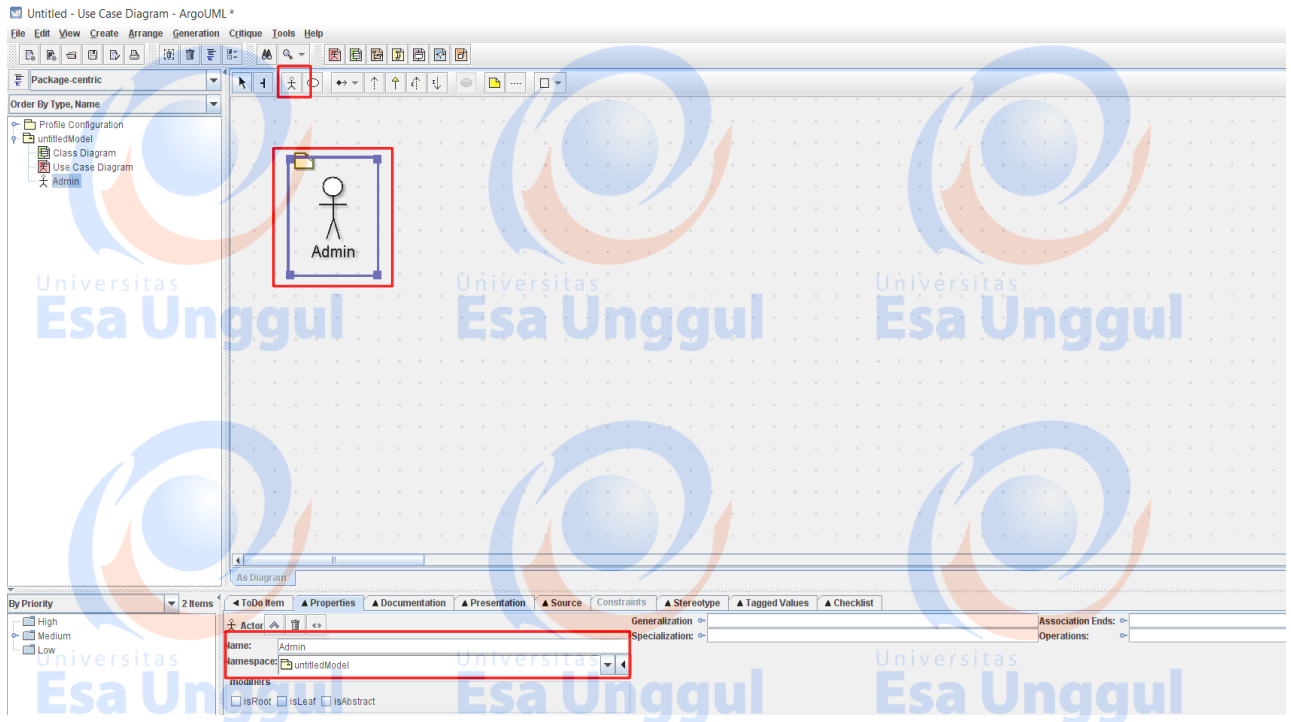 Untitled - Use Case Diagram - ArgoUML *
File Edit View Create Arrange Generation Critique Tools Help
Package-centric
Order By Type, Name
Profile Configuration
untitledModel
Class Diagram
Use Case Diagram
Admin
Admin
Universitas
Esa Unggul
Universitas
Esa Unggul
Universitas
Esa Unggul
As Diagram
By Priority 2 Items
High
Medium
Low
ToDo Item Properties Documentation Presentation Source Constraints Stereotype Tagged Values Checklist
Actor
Generalization
Specialization:
Association Ends:
Operations:
Name: Admin
Namespace: untitledModel
modifiers
isRoot isLeaf isAbstract
Universitas
Esa Unggul
Universitas
Esa Unggul
Universitas
Esa Unggul